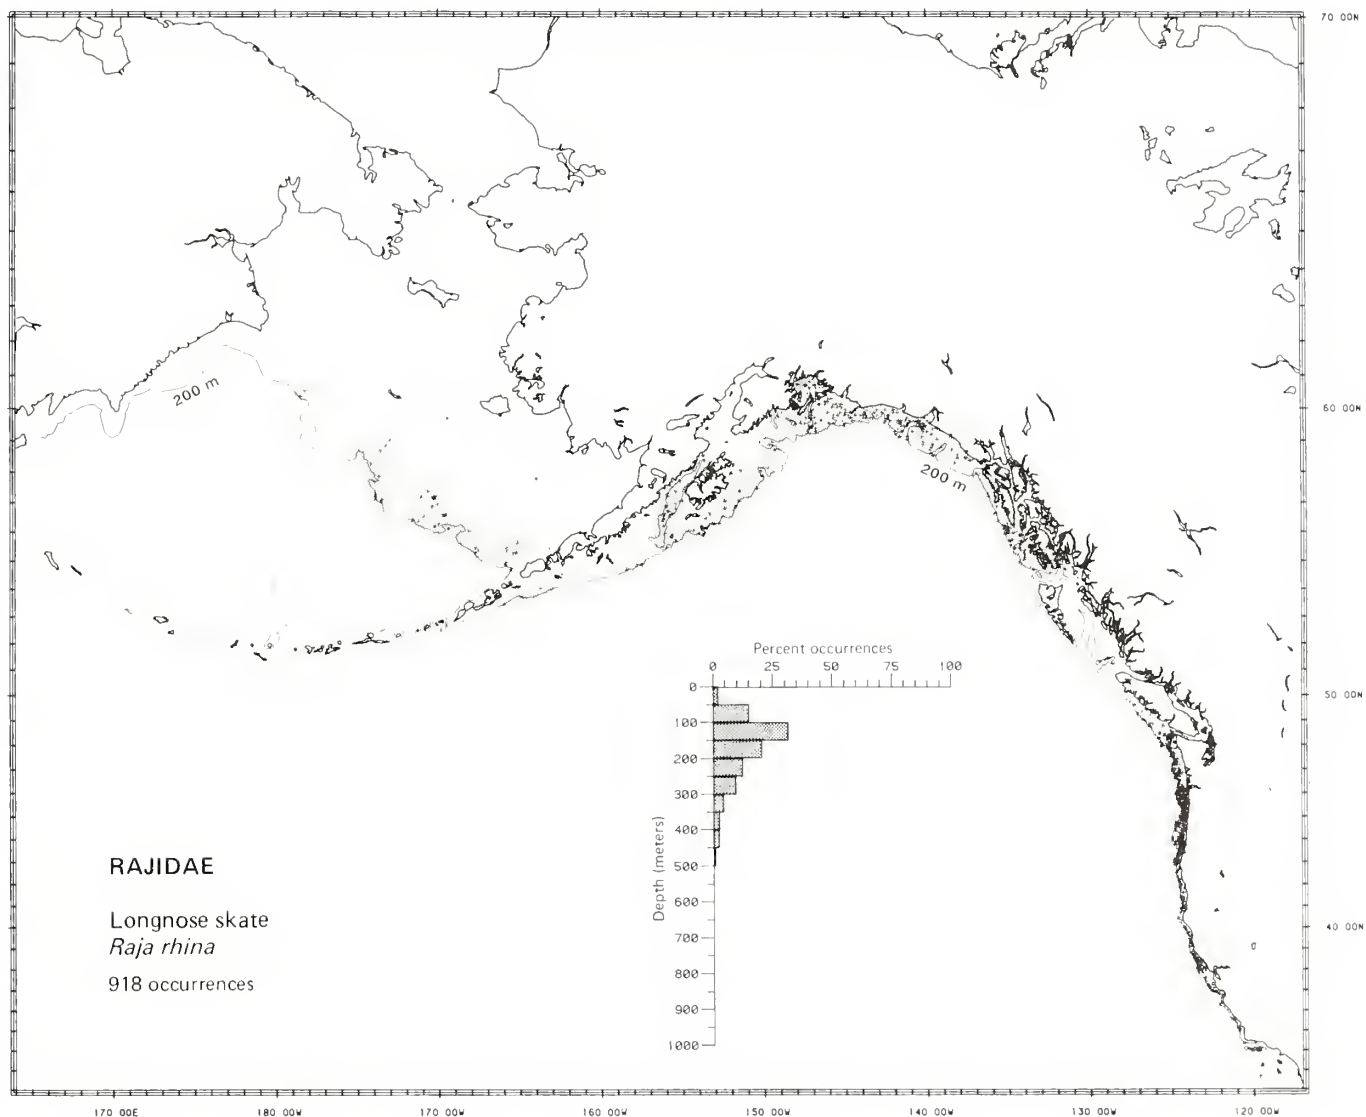 70 00N
200 m
60 00N
200 m
Percent occurrences
0 25 50 75 100
50 00N
0
100
200
300
400
500
600
700
800
900
1000
Depth (meters)
40 00N
RAJIDAE
Longnose skate
Raja rhina
918 occurrences
170 00E 180 00W 170 00W 160 00W 150 00W 140 00W 130 00W 120 00W